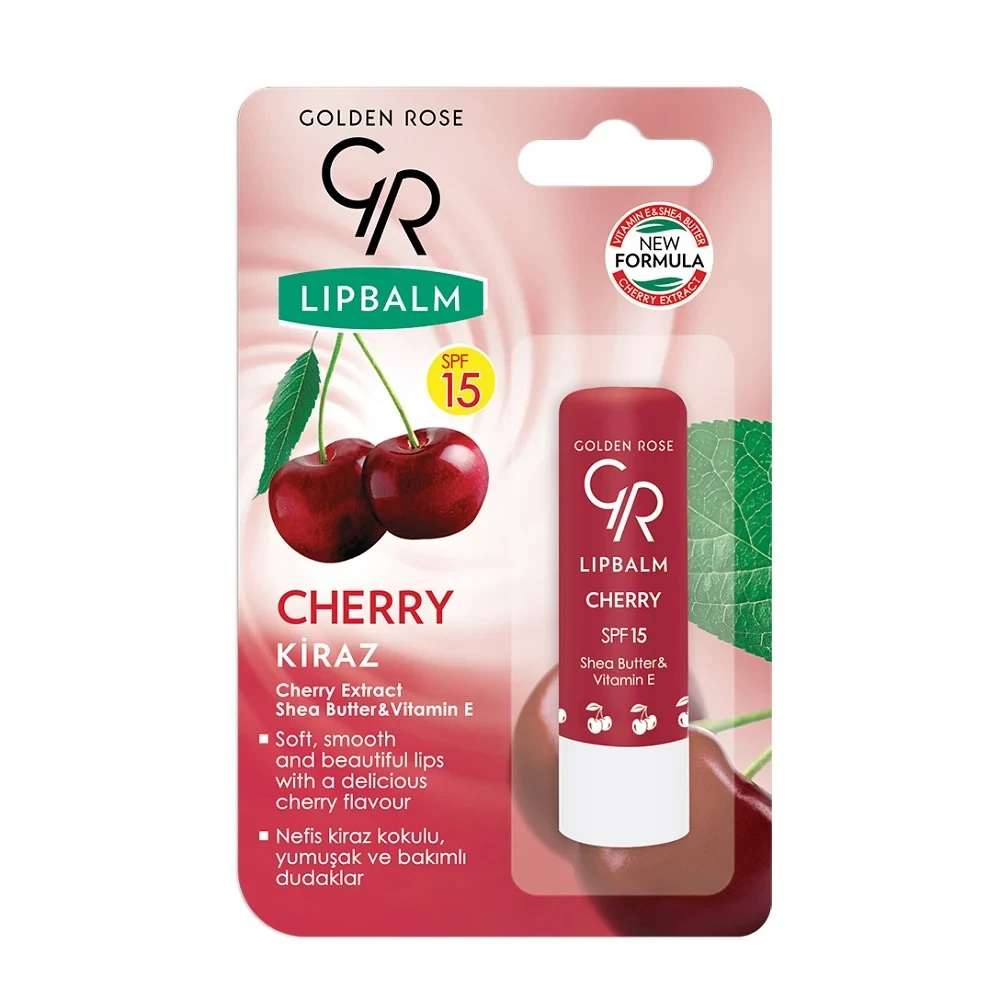 GOLDEN ROSE
GR
LIPBALM
SPF
15
CHERRY
KİRAZ
Cherry Extract
Shea Butter&Vitamin E
Soft, smooth
and beautiful lips
with a delicious
cherry flavour
Nefis kiraz kokulu,
yumuşak ve bakımlı
dudaklar
VITAMIN E&SHEA BUTTER
NEW
FORMULA
CHERRY EXTRACT
GOLDEN ROSE
GR
LIPBALM
CHERRY
SPF 15
Shea Butter&
Vitamin E